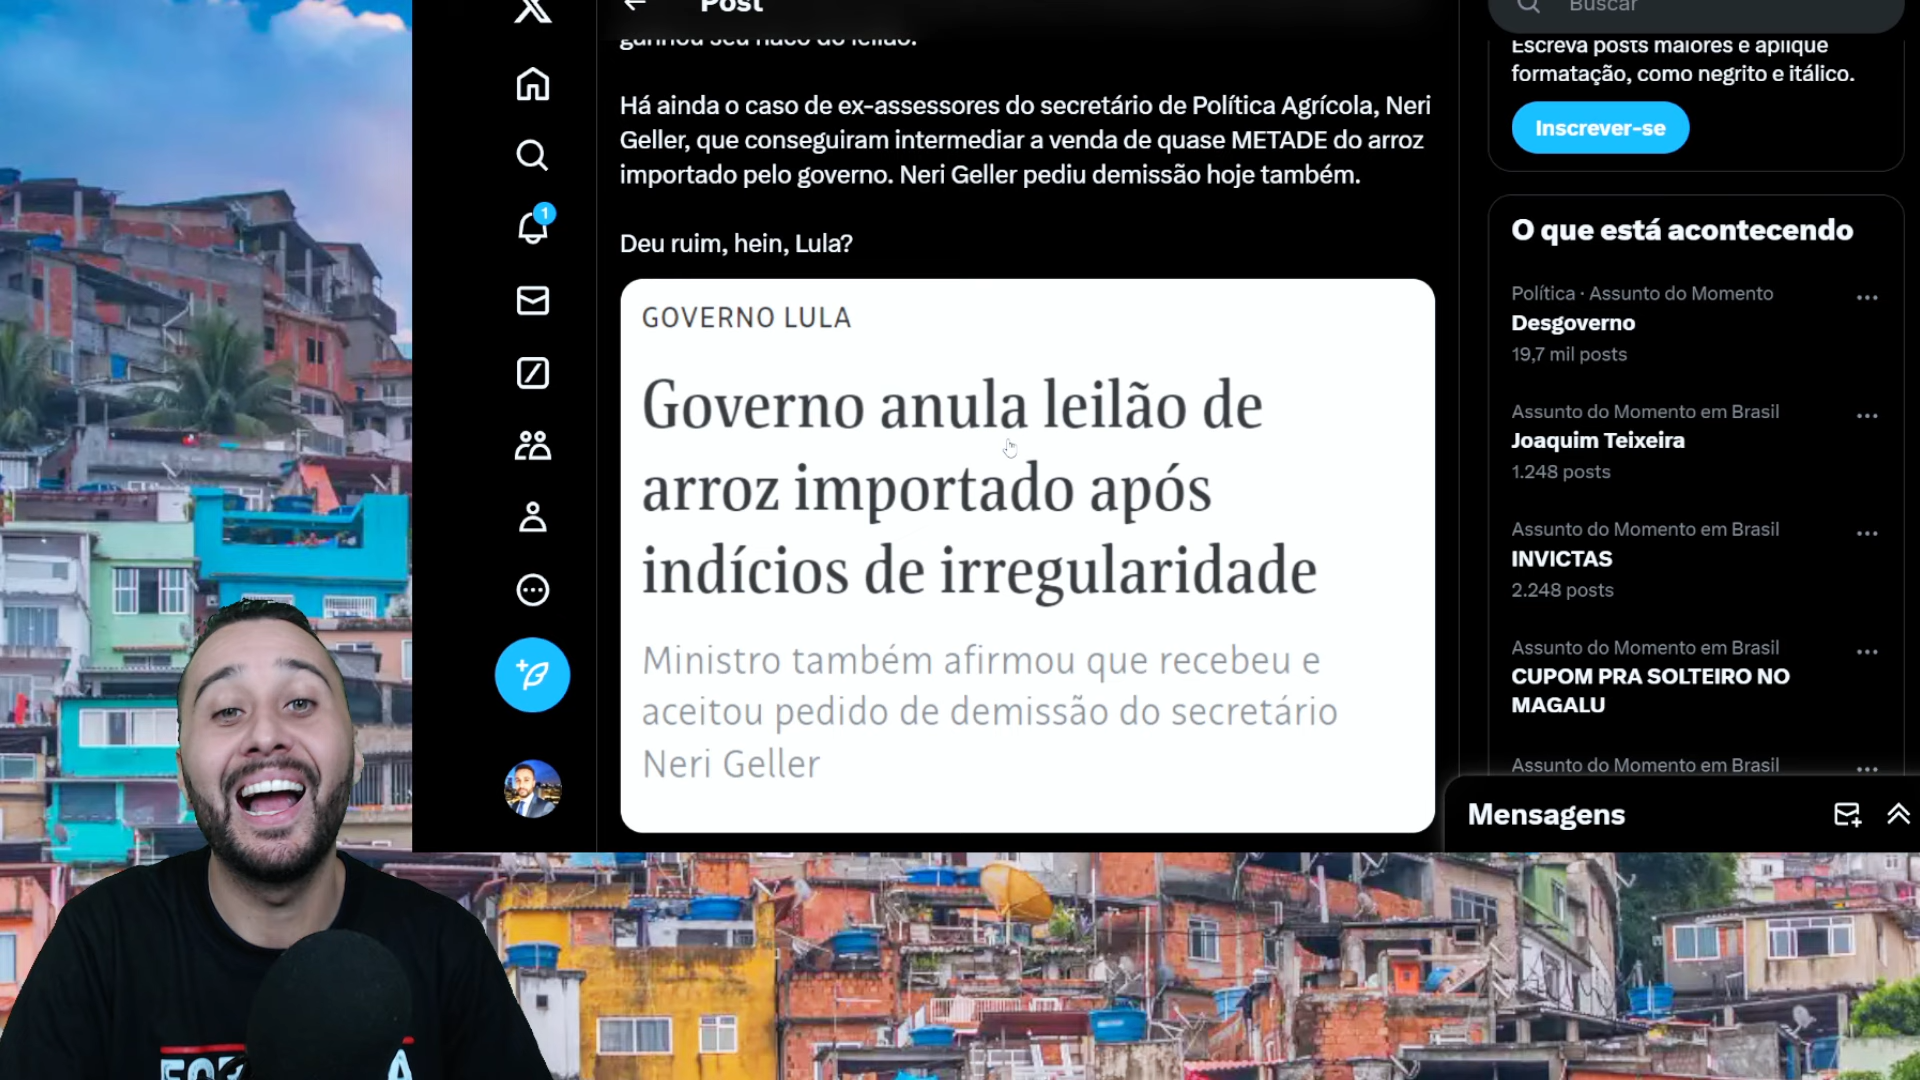 Post
ganhou seu naco do leilão.
Há ainda o caso de ex-assessores do secretário de Política Agrícola, Neri
Geller, que conseguiram intermediar a venda de quase METADE do arroz
importado pelo governo. Neri Geller pediu demissão hoje também.
Deu ruim, hein, Lula?
GOVERNO LULA
Governo anula leilão de
arroz importado após
indícios de irregularidade
Ministro também afirmou que recebeu e
aceitou pedido de demissão do secretário
Neri Geller
1
Buscar
Escreva posts maiores e aplique
formatação, como negrito e itálico.
Inscrever-se
O que está acontecendo
Política · Assunto do Momento
Desgoverno
19,7 mil posts
Assunto do Momento em Brasil
Joaquim Teixeira
1.248 posts
Assunto do Momento em Brasil
INVICTAS
2.248 posts
Assunto do Momento em Brasil
CUPOM PRA SOLTEIRO NO
MAGALU
Assunto do Momento em Brasil
Mensagens